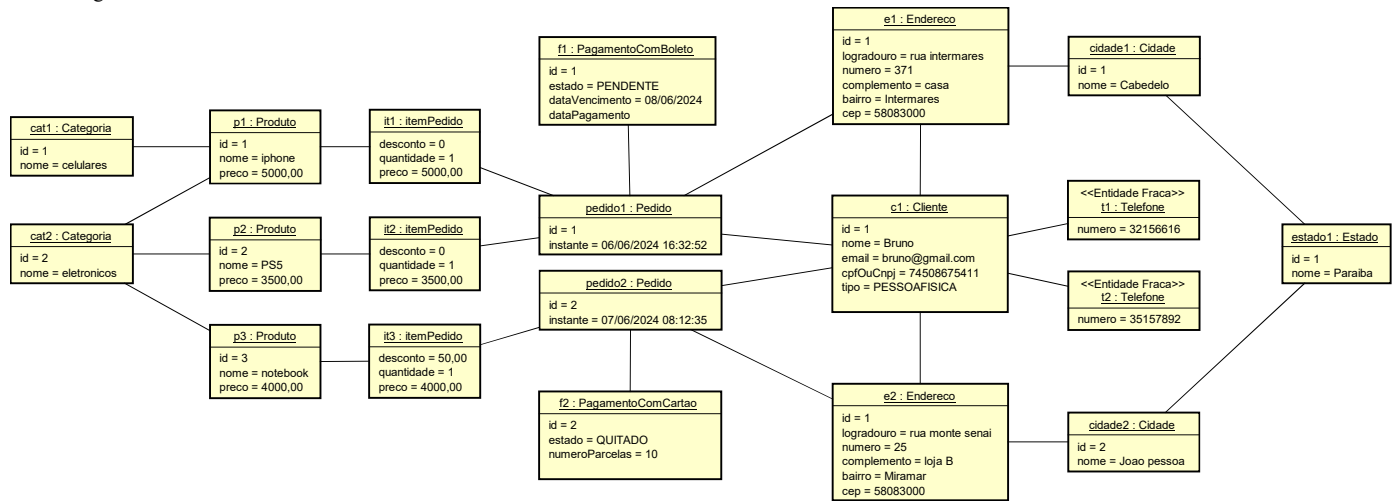 e1 : Endereco
id = 1
logradouro = rua intermares
numero = 371
complemento = casa
bairro = Intermares
cep = 58083000
f1 : PagamentoComBoleto
id = 1
estado = PENDENTE
dataVencimento = 08/06/2024
dataPagamento
cidade1 : Cidade
id = 1
nome = Cabedelo
cat1 : Categoria
id = 1
nome = celulares
p1 : Produto
id = 1
nome = iphone
preco = 5000,00
it1 : itemPedido
desconto = 0
quantidade = 1
preco = 5000,00
pedido1 : Pedido
id = 1
instante = 06/06/2024 16:32:52
c1 : Cliente
id = 1
nome = Bruno
email = bruno@gmail.com
cpfOuCnpj = 74508675411
tipo = PESSOAFISICA
<<Entidade Fraca>>
t1 : Telefone
numero = 32156616
cat2 : Categoria
id = 2
nome = eletronicos
p2 : Produto
id = 2
nome = PS5
preco = 3500,00
it2 : itemPedido
desconto = 0
quantidade = 1
preco = 3500,00
estado1 : Estado
id = 1
nome = Paraiba
pedido2 : Pedido
id = 2
instante = 07/06/2024 08:12:35
<<Entidade Fraca>>
t2 : Telefone
numero = 35157892
p3 : Produto
id = 3
nome = notebook
preco = 4000,00
it3 : itemPedido
desconto = 50,00
quantidade = 1
preco = 4000,00
f2 : PagamentoComCartao
id = 2
estado = QUITADO
numeroParcelas = 10
e2 : Endereco
id = 1
logradouro = rua monte senai
numero = 25
complemento = loja B
bairro = Miramar
cep = 58083000
cidade2 : Cidade
id = 2
nome = Joao pessoa